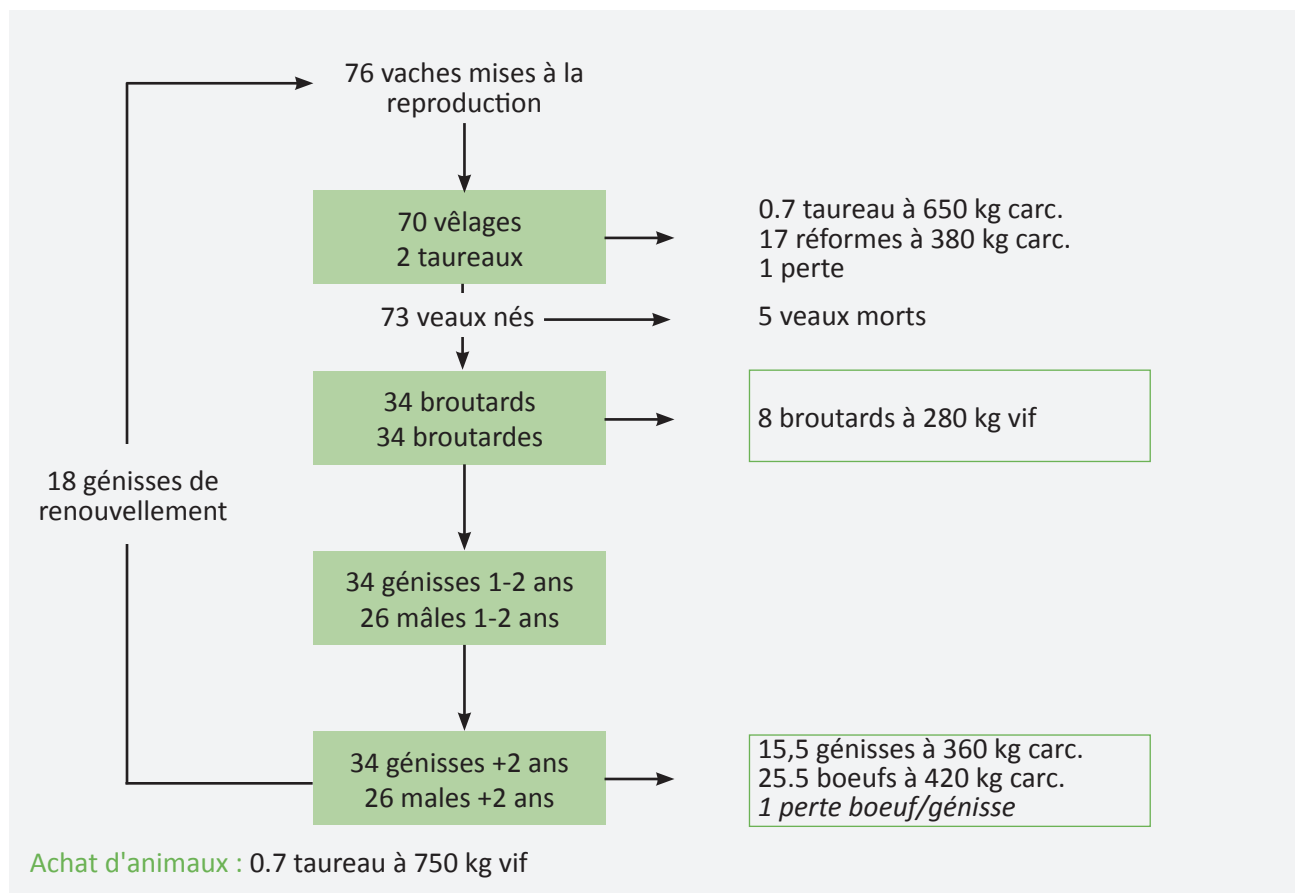 76 vaches mises à la
reproduction
70 vêlages
2 taureaux
0.7 taureau à 650 kg carc.
17 réformes à 380 kg carc.
1 perte
73 veaux nés
5 veaux morts
34 broutards
34 broutardes
8 broutards à 280 kg vif
18 génisses de
renouvellement
34 génisses 1-2 ans
26 mâles 1-2 ans
34 génisses +2 ans
26 males +2 ans
15,5 génisses à 360 kg carc.
25.5 boeufs à 420 kg carc.
1 perte boeuf/génisse
Achat d'animaux : 0.7 taureau à 750 kg vif